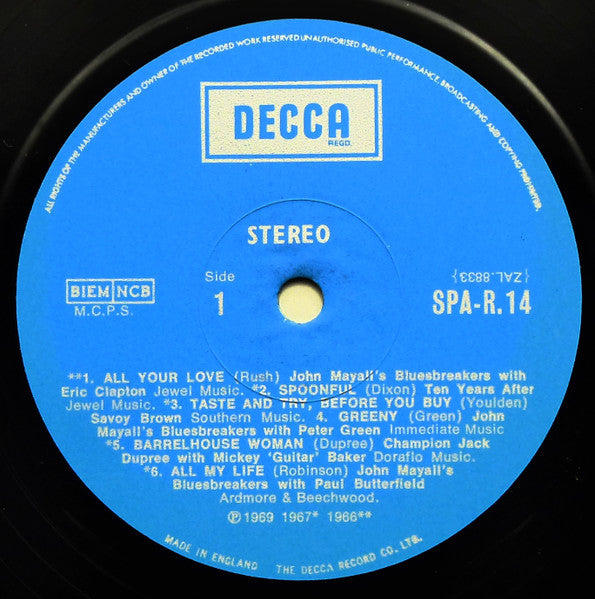 ALL RIGHTS OF THE MANUFACTURERS AND OWNER OF THE RECORDED WORK RESERVED UNAUTHORISED PUBLIC PERFORMANCE, BROADCASTING AND COPYING PROHIBITED.
DECCA
REGD.
STEREO
Side
1
BIEM NCB
M.C.P.S.
{ZAL.8833}
SPA-R.14
**1. ALL YOUR LOVE (Rush) John Mayall's Bluesbreakers with
Eric Clapton Jewel Music. *2. SPOONFUL (Dixon) Ten Years After
Jewel Music. *3. TASTE AND TRY, BEFORE YOU BUY (Youlden)
Savoy Brown Southern Music. 4. GREENY (Green) John
Mayall's Bluesbreakers with Peter Green Immediate Music
*5. BARRELHOUSE WOMAN (Dupree) Champion Jack
Dupree with Mickey 'Guitar' Baker Doraflo Music.
*6. ALL MY LIFE (Robinson) John Mayall's
Bluesbreakers with Paul Butterfield
Ardmore & Beechwood.
℗1969 1967* 1966**
MADE IN ENGLAND THE DECCA RECORD CO. LTD.